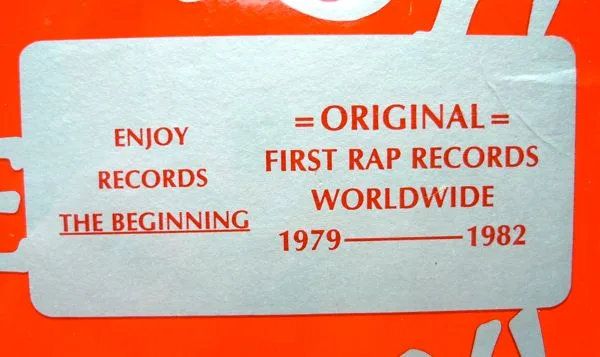 ENJOY
RECORDS
THE BEGINNING
=ORIGINAL=
FIRST RAP RECORDS
WORLDWIDE
1979——1982